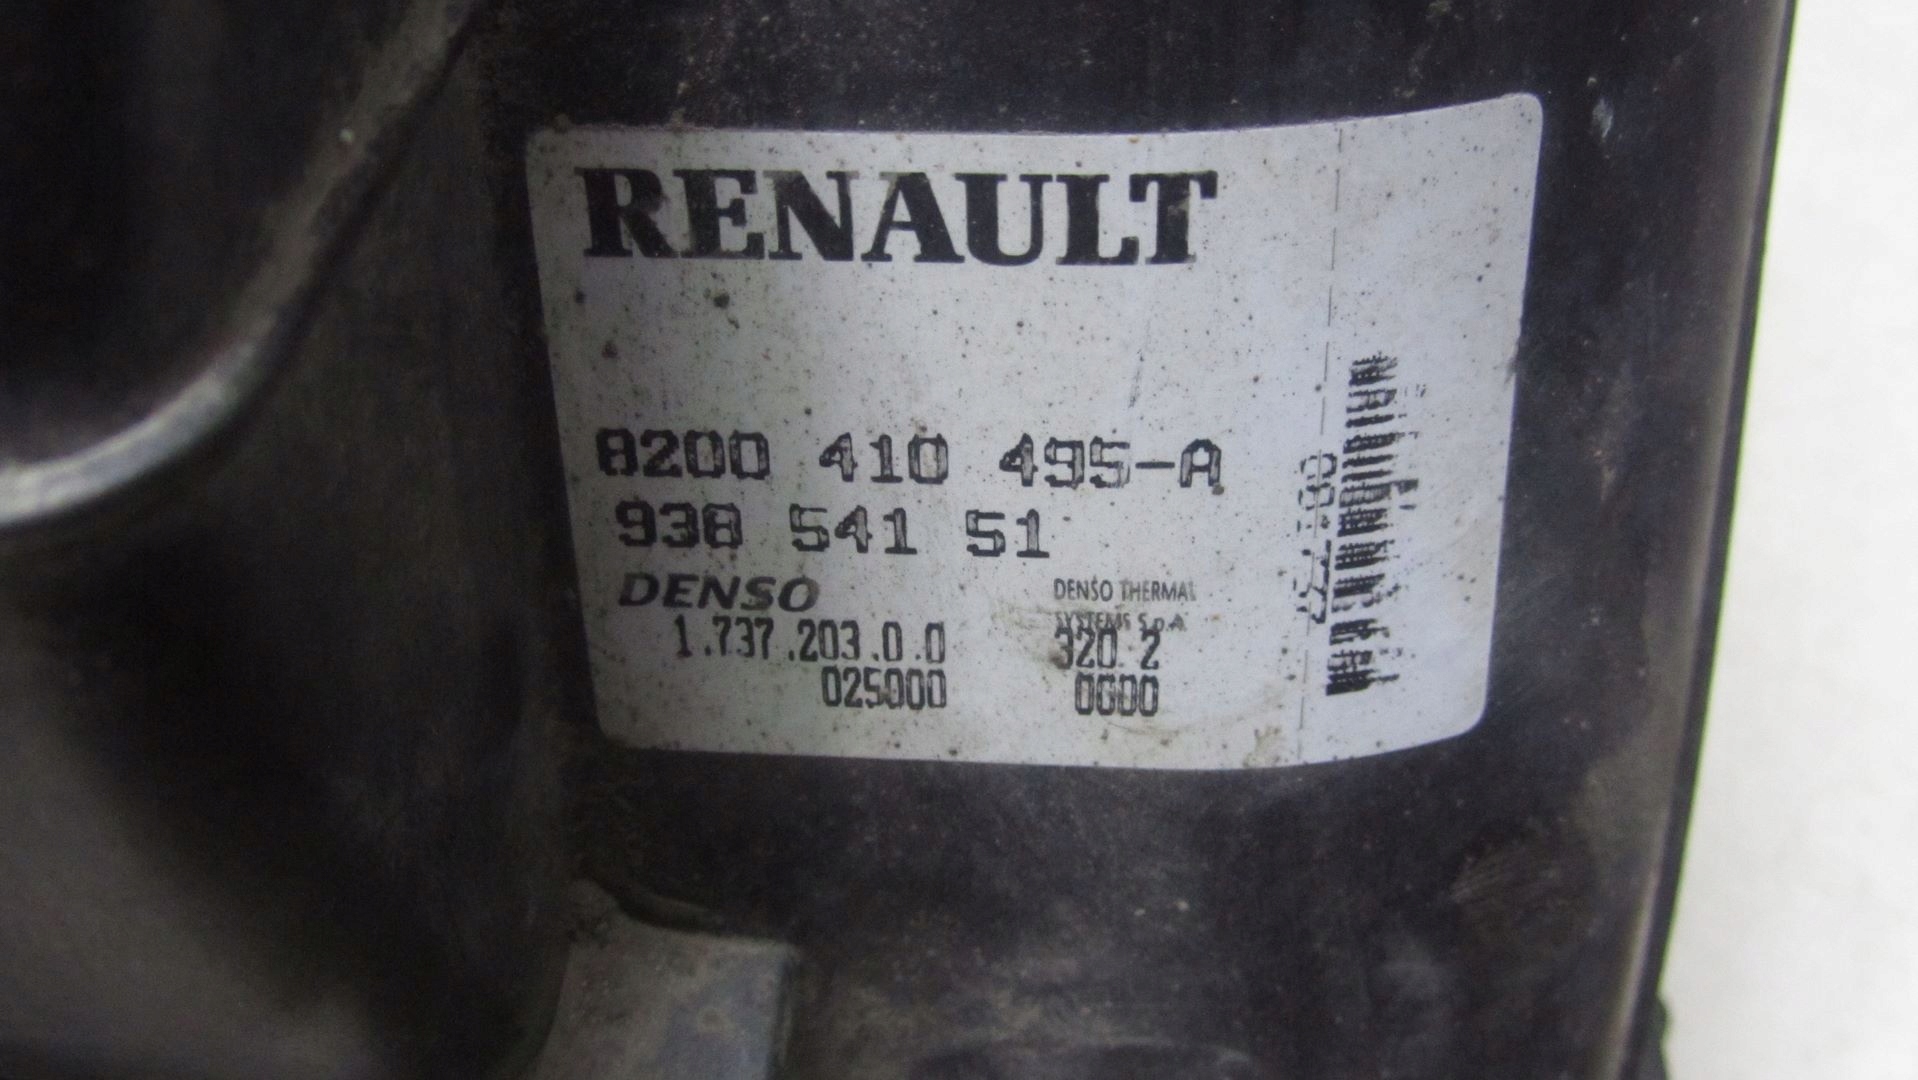 RENAULT
8200 410 495-A
938 541 51
DENSO
DENSO THERMAL
SYSTEMS S.p.A.
1.737.203.0.0
320 2
025000
0G00